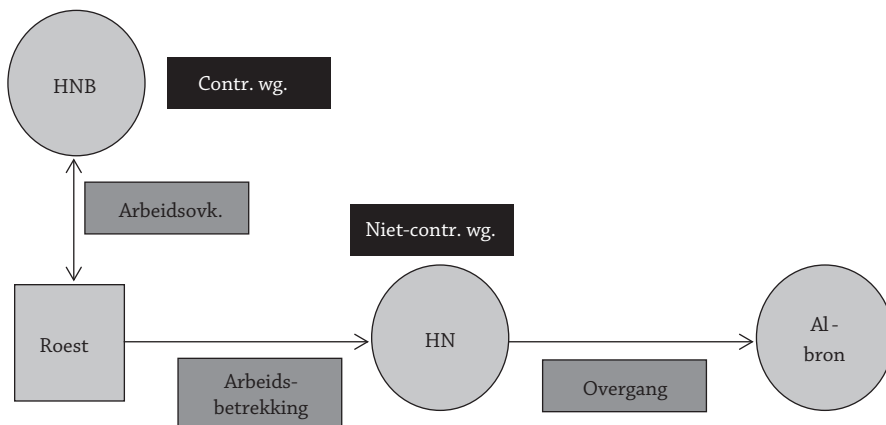 HNB
Contr. wg.
Arbeidsovk.
Niet-contr. wg.
Roest
HN
Al-
bron
Arbeids-
betrekking
Overgang